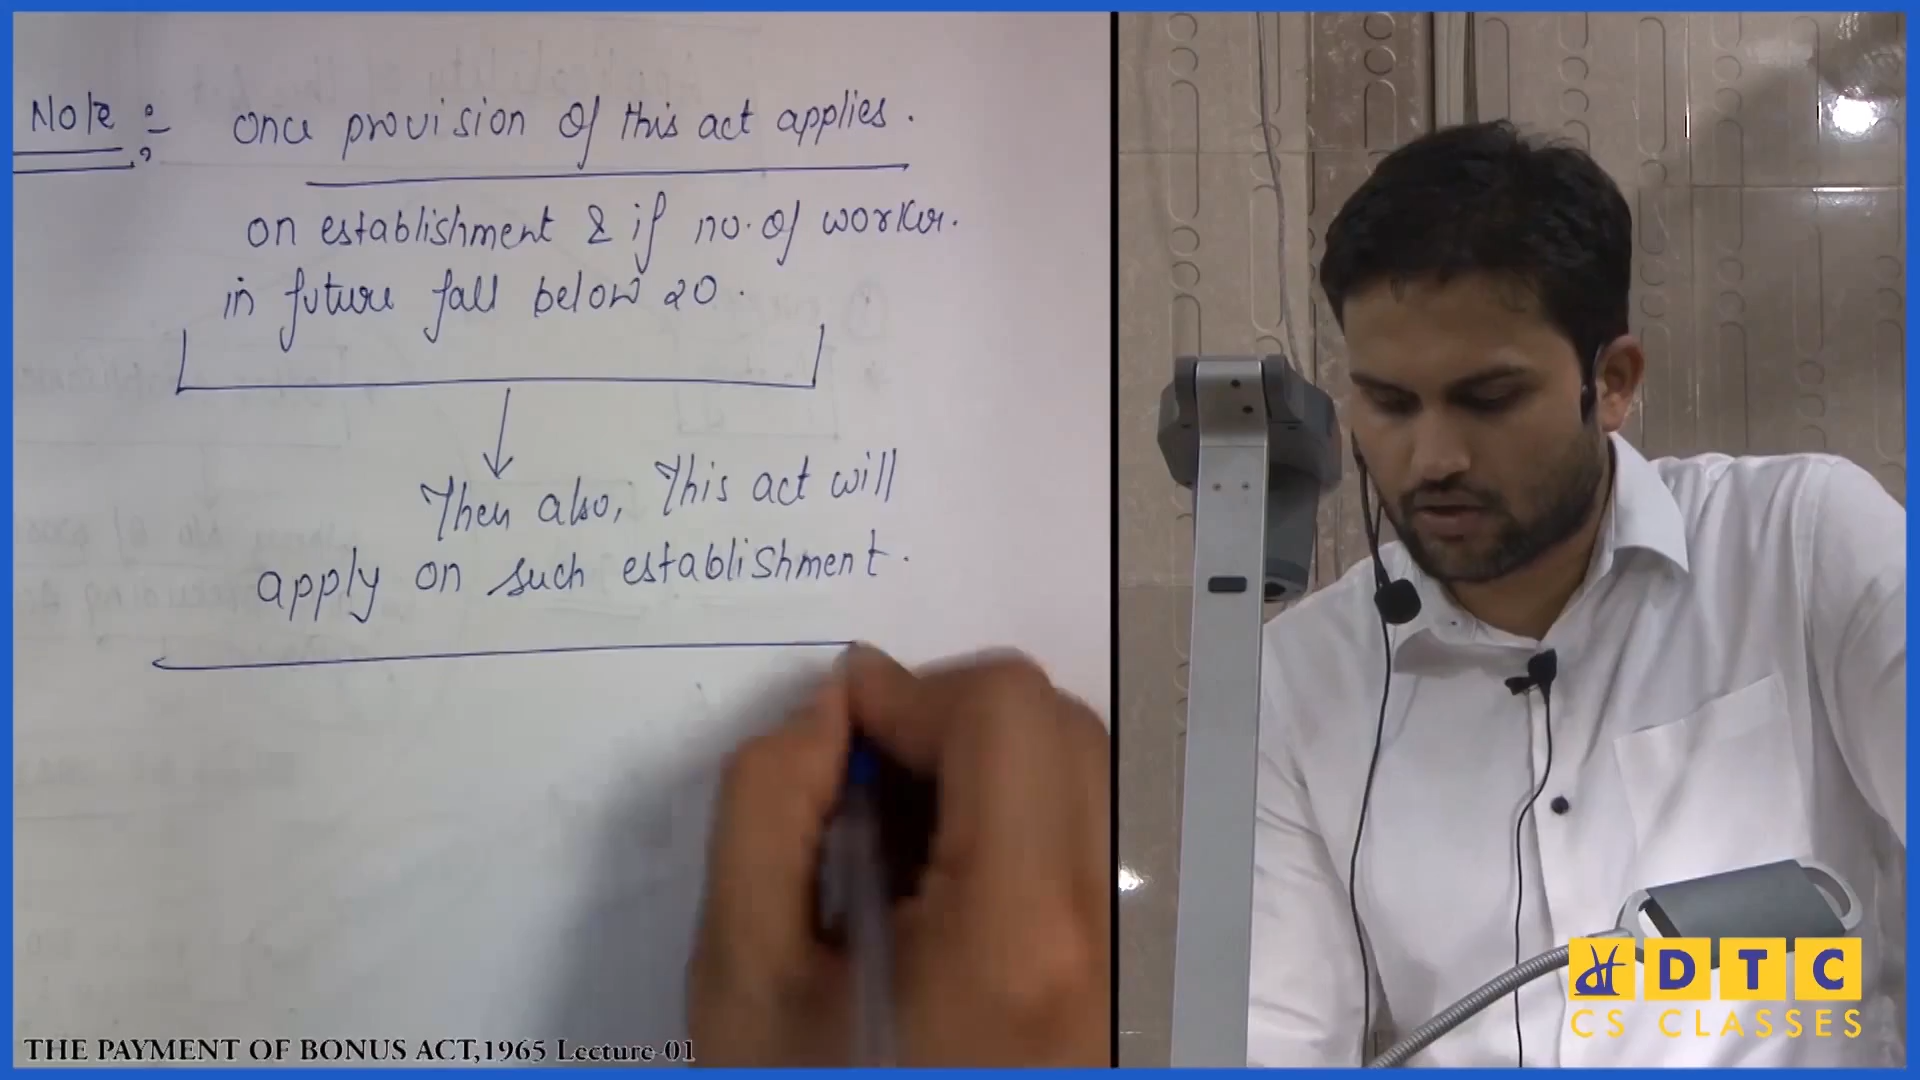 Note :-
once provision of this act applies.
on establishment & if no. of worker.
in future fall below 20.
Then also, This act will
apply on such establishment.
THE PAYMENT OF BONUS ACT,1965 Lecture-01
DTC
CS CLASSES